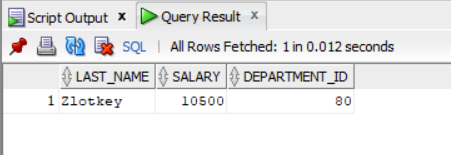 Script Output x Query Result x
SQL | All Rows Fetched: 1 in 0.012 seconds
LAST_NAME SALARY DEPARTMENT_ID
1 Zlotkey 10500 80